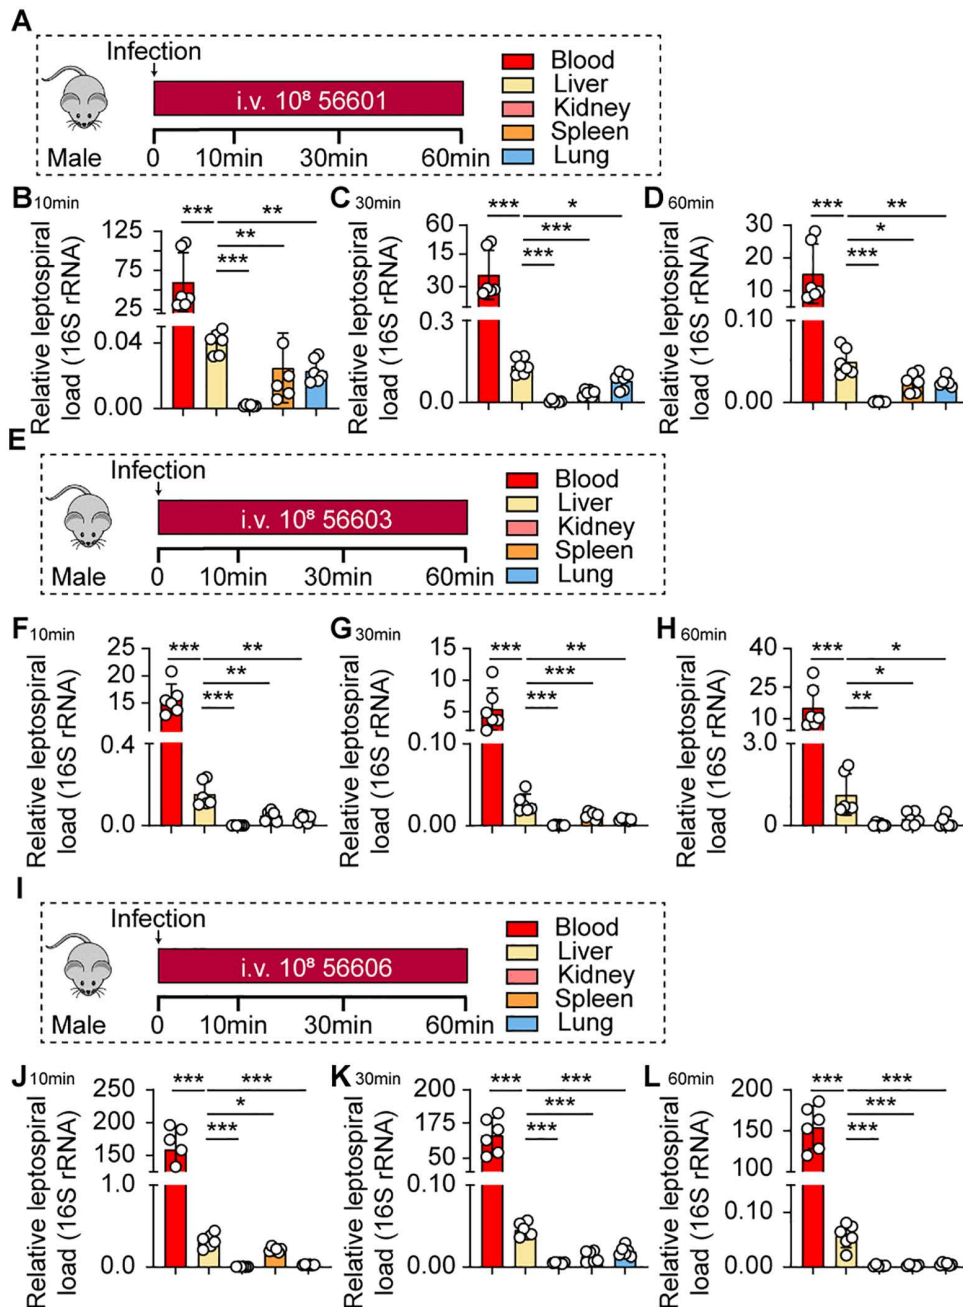 A
Infection
i.v. 10⁸ 56601
Male
0 10min 30min 60min
Blood
Liver
Kidney
Spleen
Lung
B 10min
Relative leptospiral
load (16S rRNA)
125
75
50
25
0.04
0.00
*** **
**
***
C 30min
Relative leptospiral
load (16S rRNA)
60
15
30
0.3
0.0
*** *
***
***
D 60min
Relative leptospiral
load (16S rRNA)
30
20
10
0.10
0.00
*** **
*
***
E
Infection
i.v. 10⁸ 56603
Male
0 10min 30min 60min
Blood
Liver
Kidney
Spleen
Lung
F 10min
Relative leptospiral
load (16S rRNA)
25
15
0.4
0.0
*** **
**
***
G 30min
Relative leptospiral
load (16S rRNA)
15
10
5
0.10
0.00
*** **
***
***
H 60min
Relative leptospiral
load (16S rRNA)
40
25
10
3.0
0
*** *
*
**
I
Infection
i.v. 10⁸ 56606
Male
0 10min 30min 60min
Blood
Liver
Kidney
Spleen
Lung
J 10min
Relative leptospiral
load (16S rRNA)
250
200
150
1.0
0.0
*** ***
*
***
K 30min
Relative leptospiral
load (16S rRNA)
200
175
50
0.10
0.00
*** ***
***
***
L 60min
Relative leptospiral
load (16S rRNA)
200
150
100
0.10
0.00
*** ***
***
***